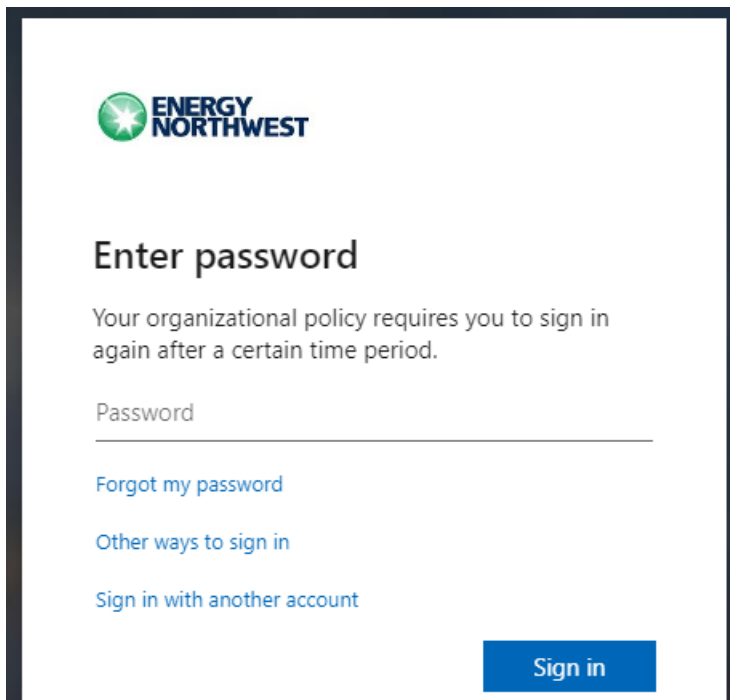 ENERGY
NORTHWEST
Enter password
Your organizational policy requires you to sign in
again after a certain time period.
Password
Forgot my password
Other ways to sign in
Sign in with another account
Sign in